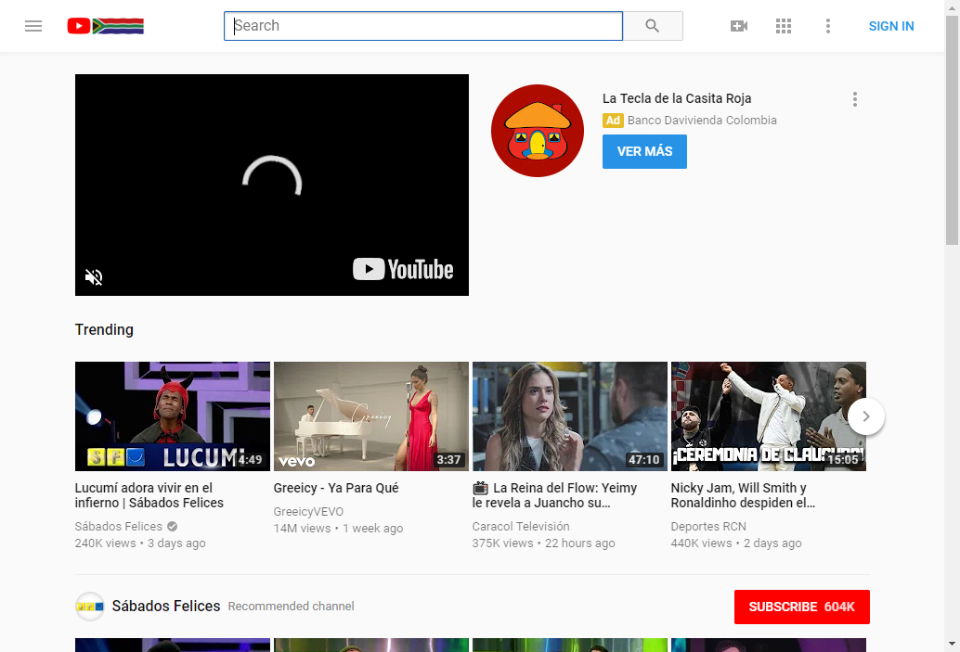 Search
SIGN IN
YouTube
La Tecla de la Casita Roja
Ad Banco Davivienda Colombia
VER MÁS
Trending
SF LUCUMÍ 4:49
Greeicy
vevo 3:37
47:10
¡CEREMONIA DE CLAUSURA!
15:05
Lucumí adora vivir en el
infierno | Sábados Felices
Sábados Felices
240K views • 3 days ago
Greeicy - Ya Para Qué
GreeicyVEVO
14M views • 1 week ago
La Reina del Flow: Yeimy
le revela a Juancho su...
Caracol Televisión
375K views • 22 hours ago
Nicky Jam, Will Smith y
Ronaldinho despiden el...
Deportes RCN
440K views • 2 days ago
Sábados Felices Recommended channel
SUBSCRIBE 604K